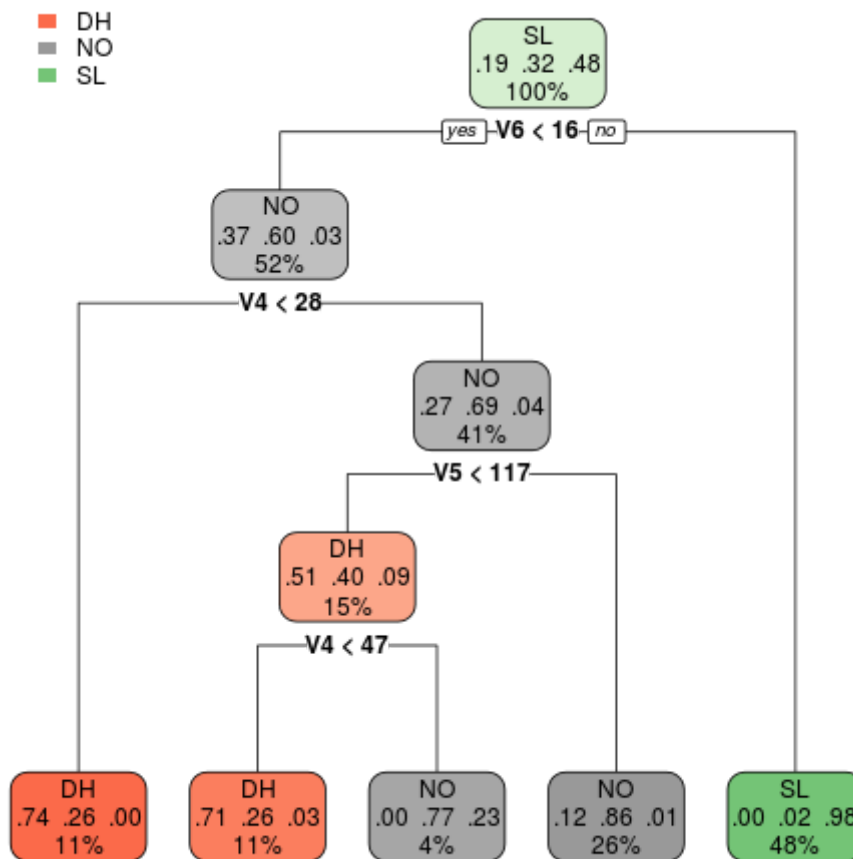 DH
NO
SL
SL
.19 .32 .48
100%
yes V6 < 16 no
NO
.37 .60 .03
52%
V4 < 28
NO
.27 .69 .04
41%
V5 < 117
DH
.51 .40 .09
15%
V4 < 47
DH
.74 .26 .00
11%
DH
.71 .26 .03
11%
NO
.00 .77 .23
4%
NO
.12 .86 .01
26%
SL
.00 .02 .98
48%